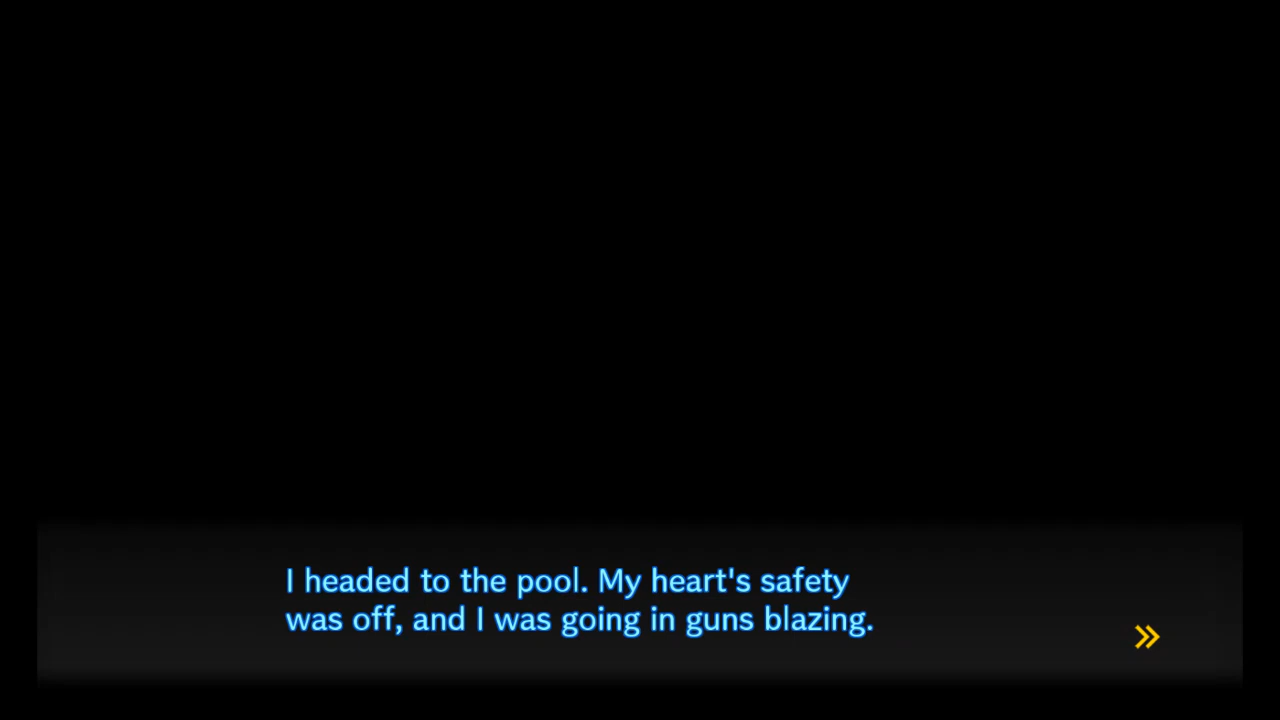 I headed to the pool. My heart's safety
was off, and I was going in guns blazing.